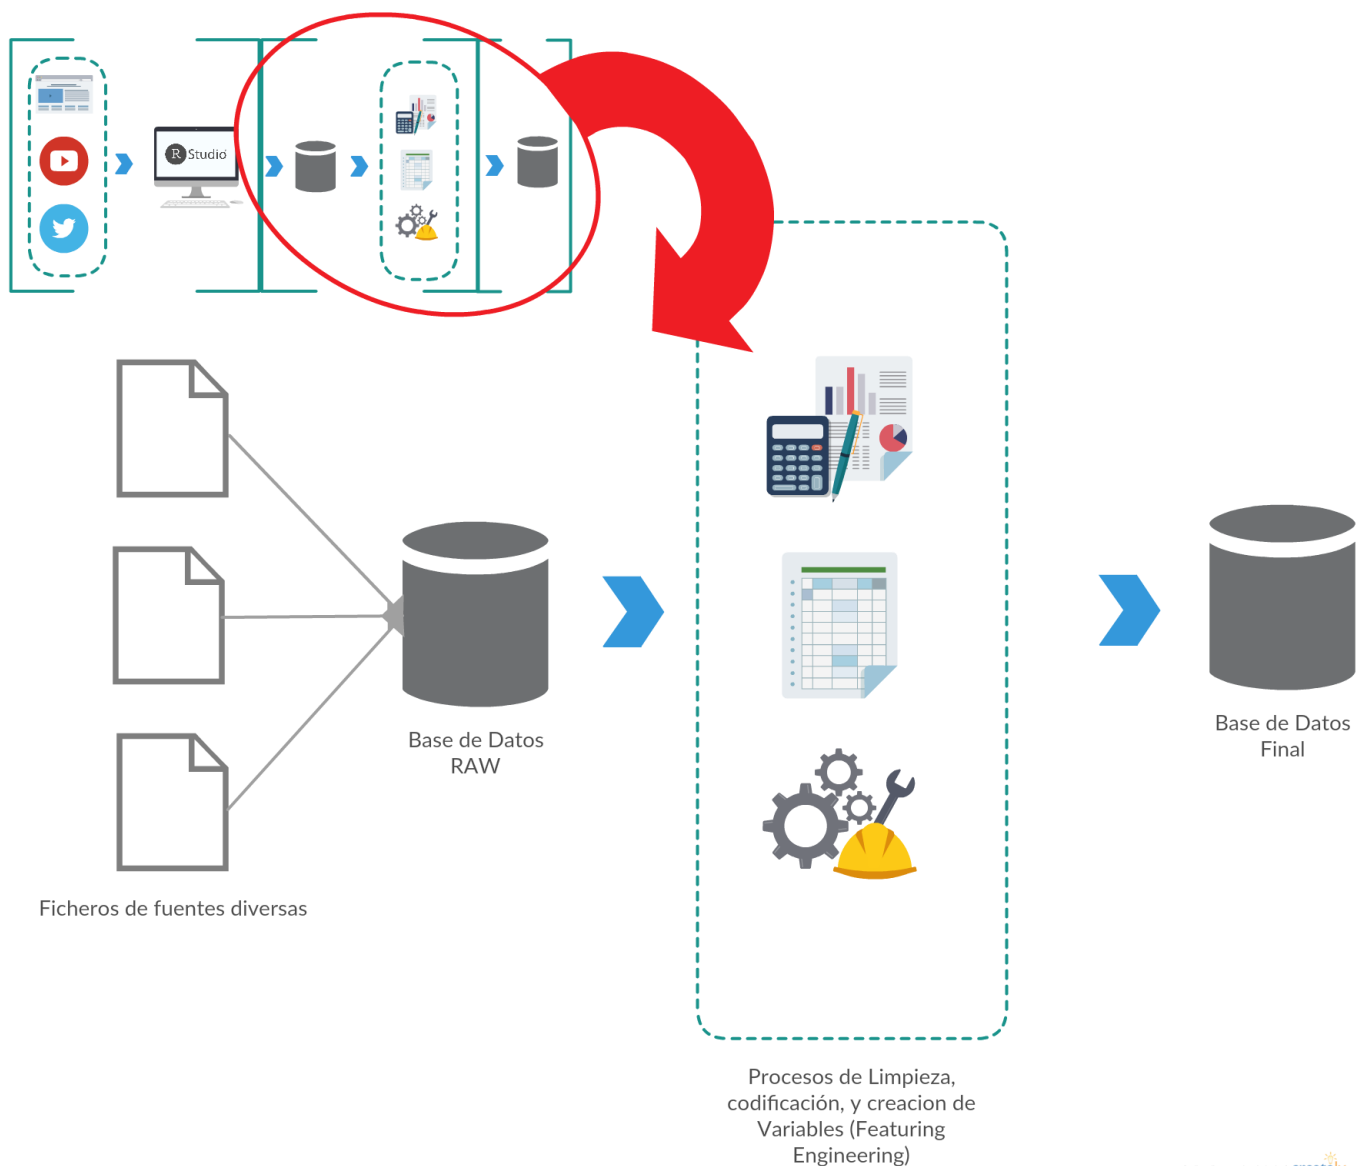 R Studio
Base de Datos
RAW
Base de Datos
Final
Ficheros de fuentes diversas
Procesos de Limpieza,
codificación, y creacion de
Variables (Featuring
Engineering)